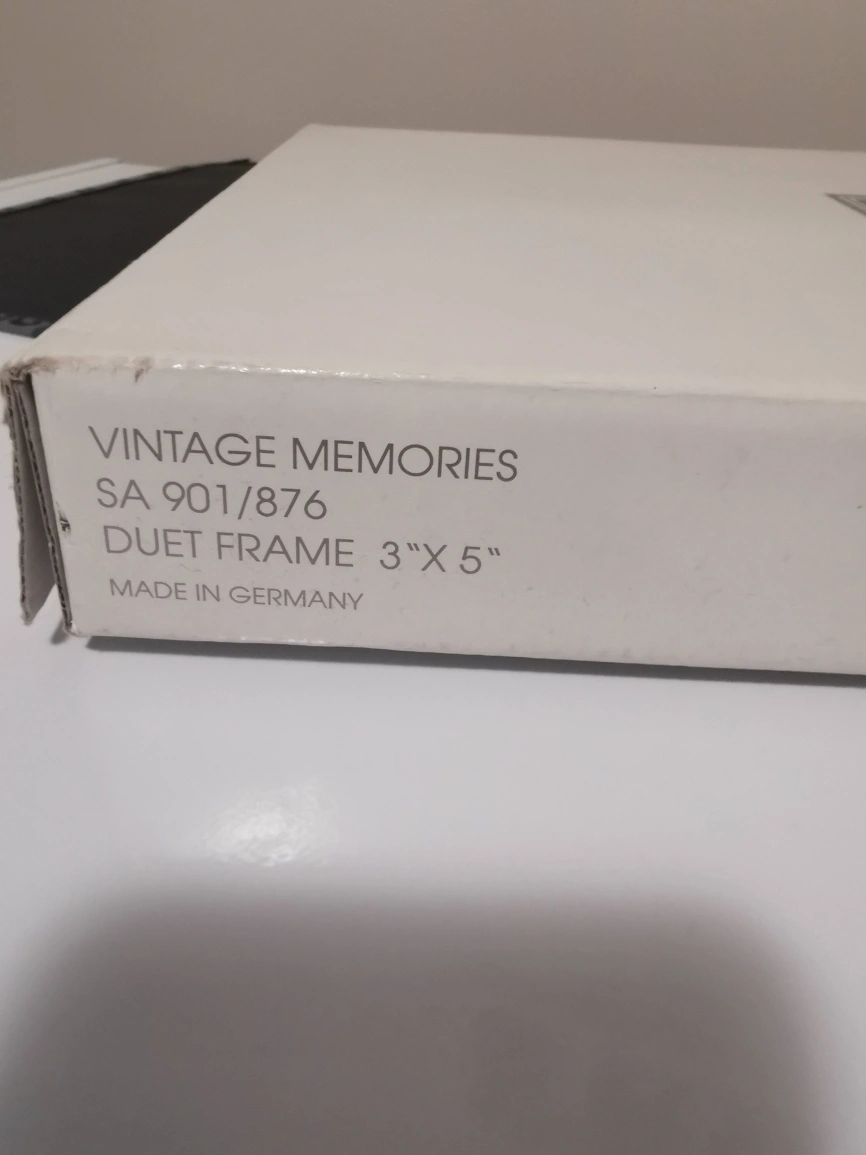 VINTAGE MEMORIES
SA 901/876
DUET FRAME 3"X 5"
MADE IN GERMANY